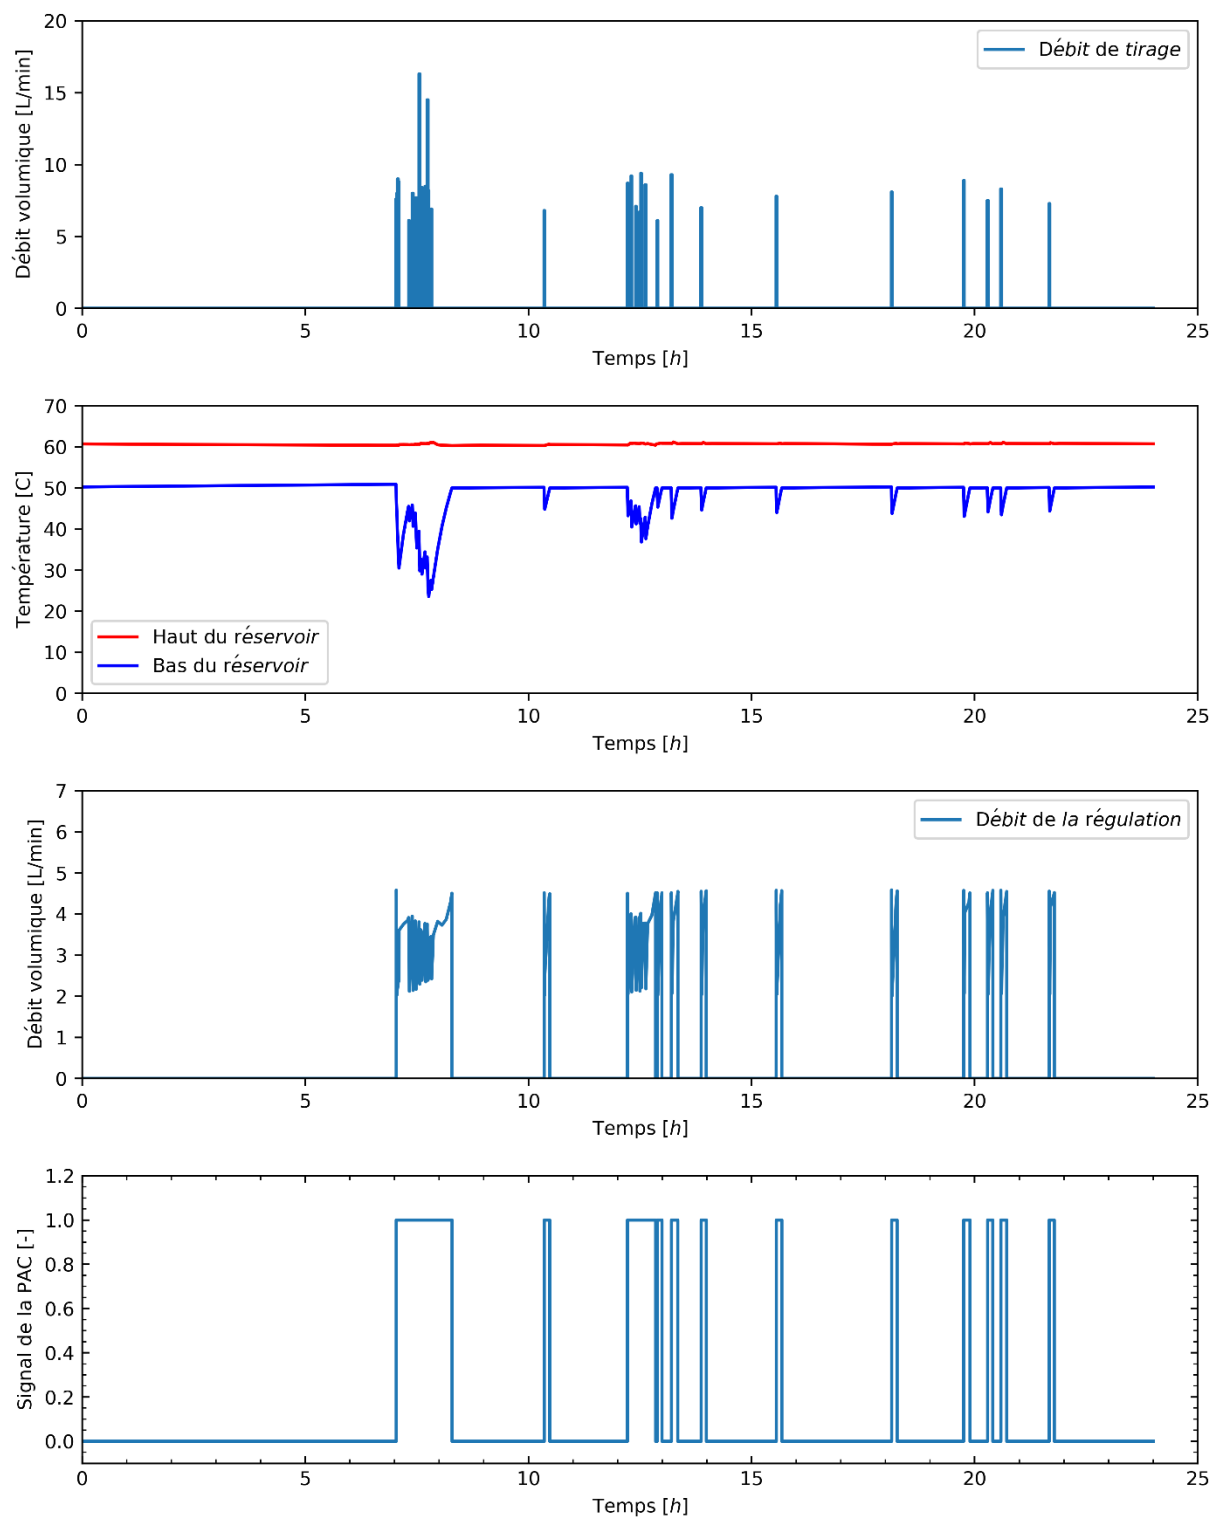 20
15
10
5
0
Débit volumique [L/min]
Débit de tirage
0 5 10 15 20 25
Temps [h]
70
60
50
40
30
20
10
0
Température [C]
Haut du réservoir
Bas du réservoir
0 5 10 15 20 25
Temps [h]
7
6
5
4
3
2
1
0
Débit volumique [L/min]
Débit de la régulation
0 5 10 15 20 25
Temps [h]
1.2
1.0
0.8
0.6
0.4
0.2
0.0
Signal de la PAC [-]
0 5 10 15 20 25
Temps [h]